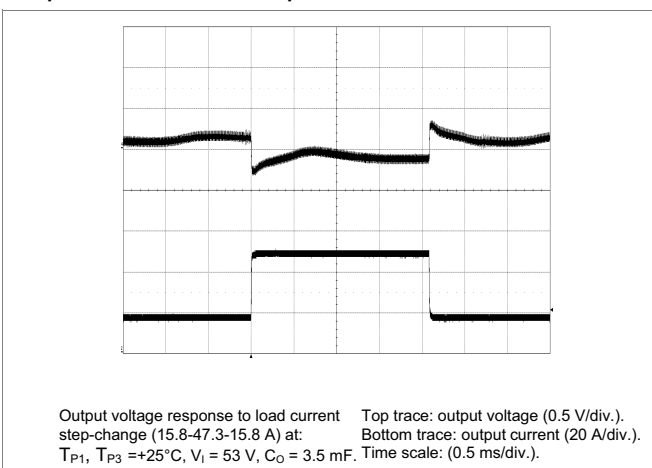 Output voltage response to load current
step-change (15.8-47.3-15.8 A) at:
TP1, TP3 =+25°C, VI = 53 V, CO = 3.5 mF.
Top trace: output voltage (0.5 V/div.).
Bottom trace: output current (20 A/div.).
Time scale: (0.5 ms/div.).